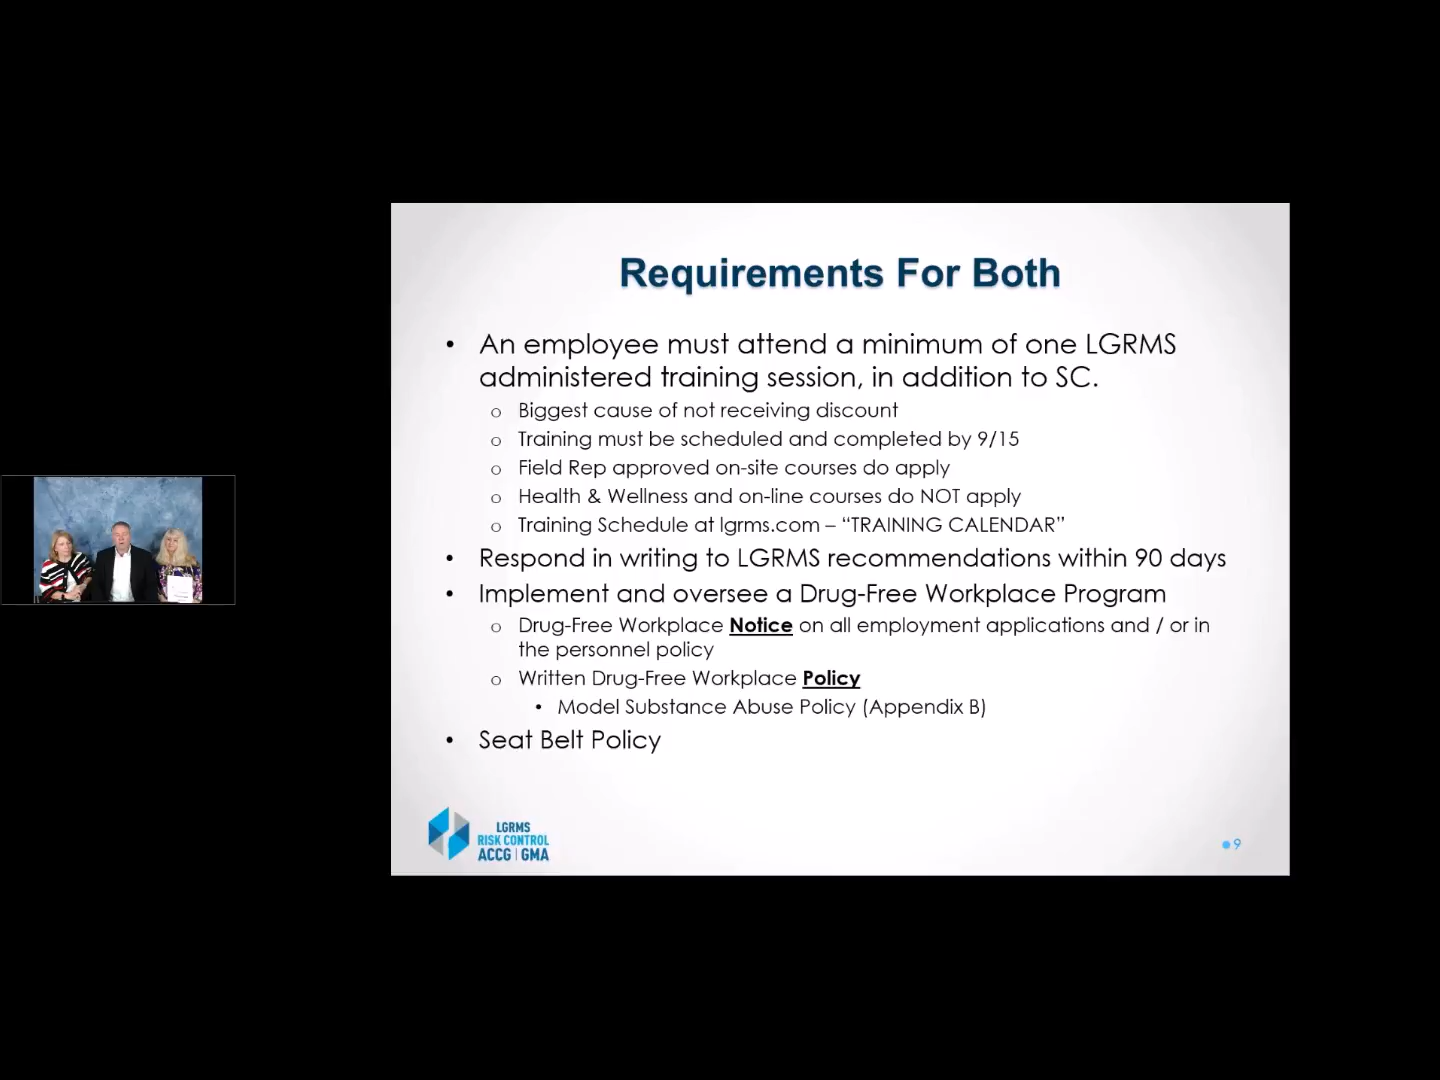 Requirements For Both
• An employee must attend a minimum of one LGRMS
administered training session, in addition to SC.
o Biggest cause of not receiving discount
o Training must be scheduled and completed by 9/15
o Field Rep approved on-site courses do apply
o Health & Wellness and on-line courses do NOT apply
o Training Schedule at lgrms.com – “TRAINING CALENDAR”
• Respond in writing to LGRMS recommendations within 90 days
• Implement and oversee a Drug-Free Workplace Program
o Drug-Free Workplace Notice on all employment applications and / or in
the personnel policy
o Written Drug-Free Workplace Policy
• Model Substance Abuse Policy (Appendix B)
• Seat Belt Policy
LGRMS
RISK CONTROL
ACCG | GMA
• 9